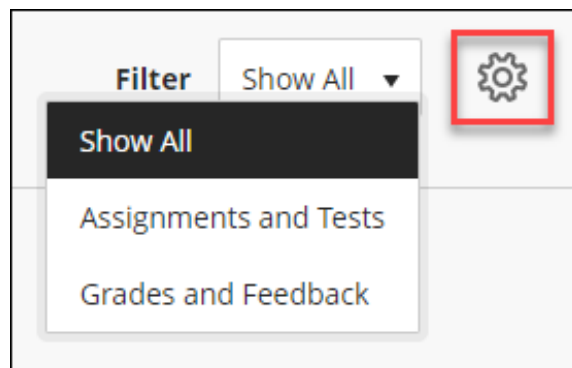 Filter Show All
Show All
Assignments and Tests
Grades and Feedback